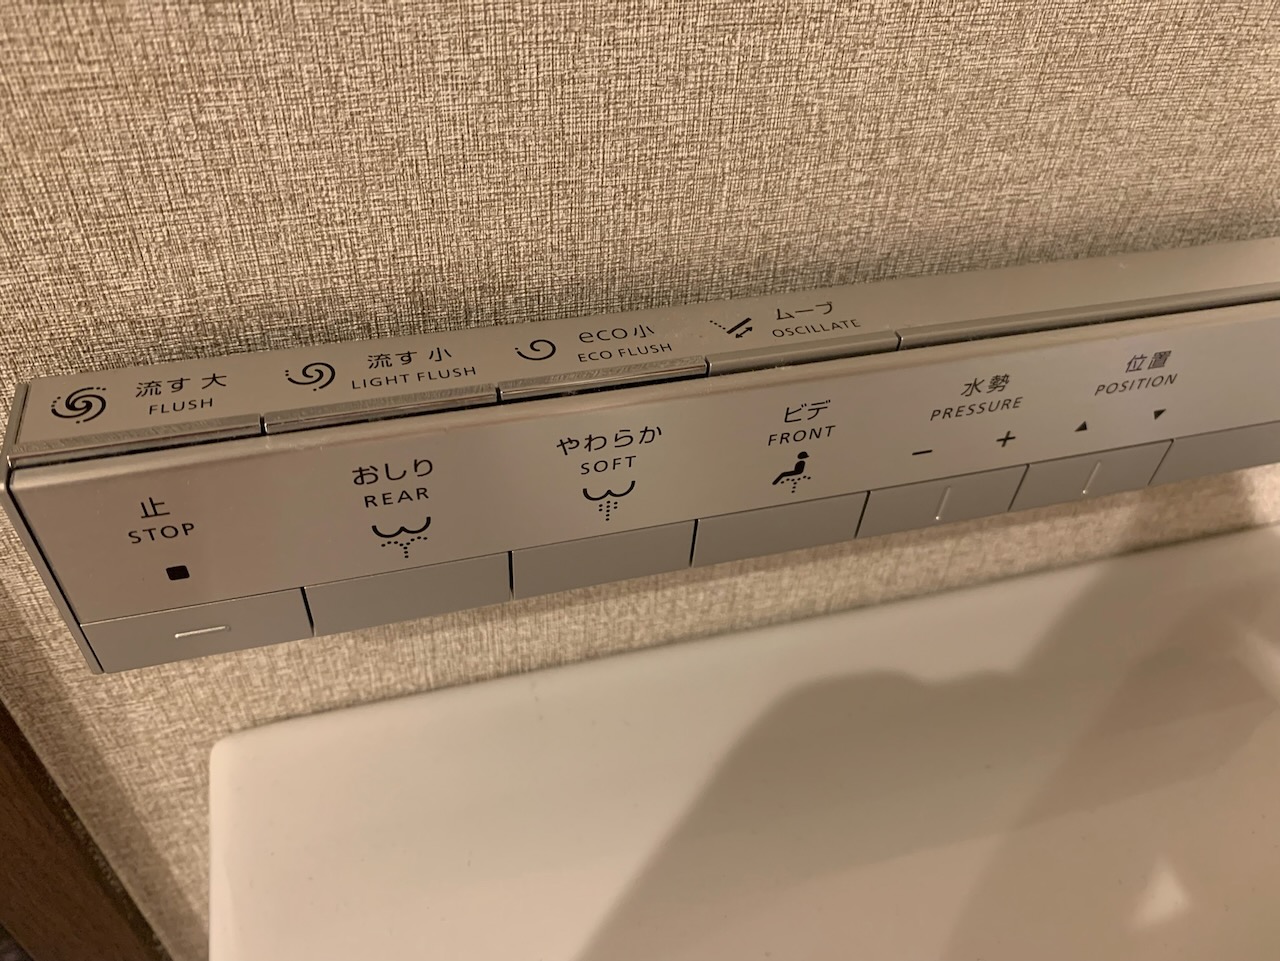 流す大
FLUSH
流す小
LIGHT FLUSH
eco小
ECO FLUSH
ムーブ
OSCILLATE
止
STOP
おしり
REAR
やわらか
SOFT
ビデ
FRONT
水勢
PRESSURE
− +
位置
POSITION
▲ ▼